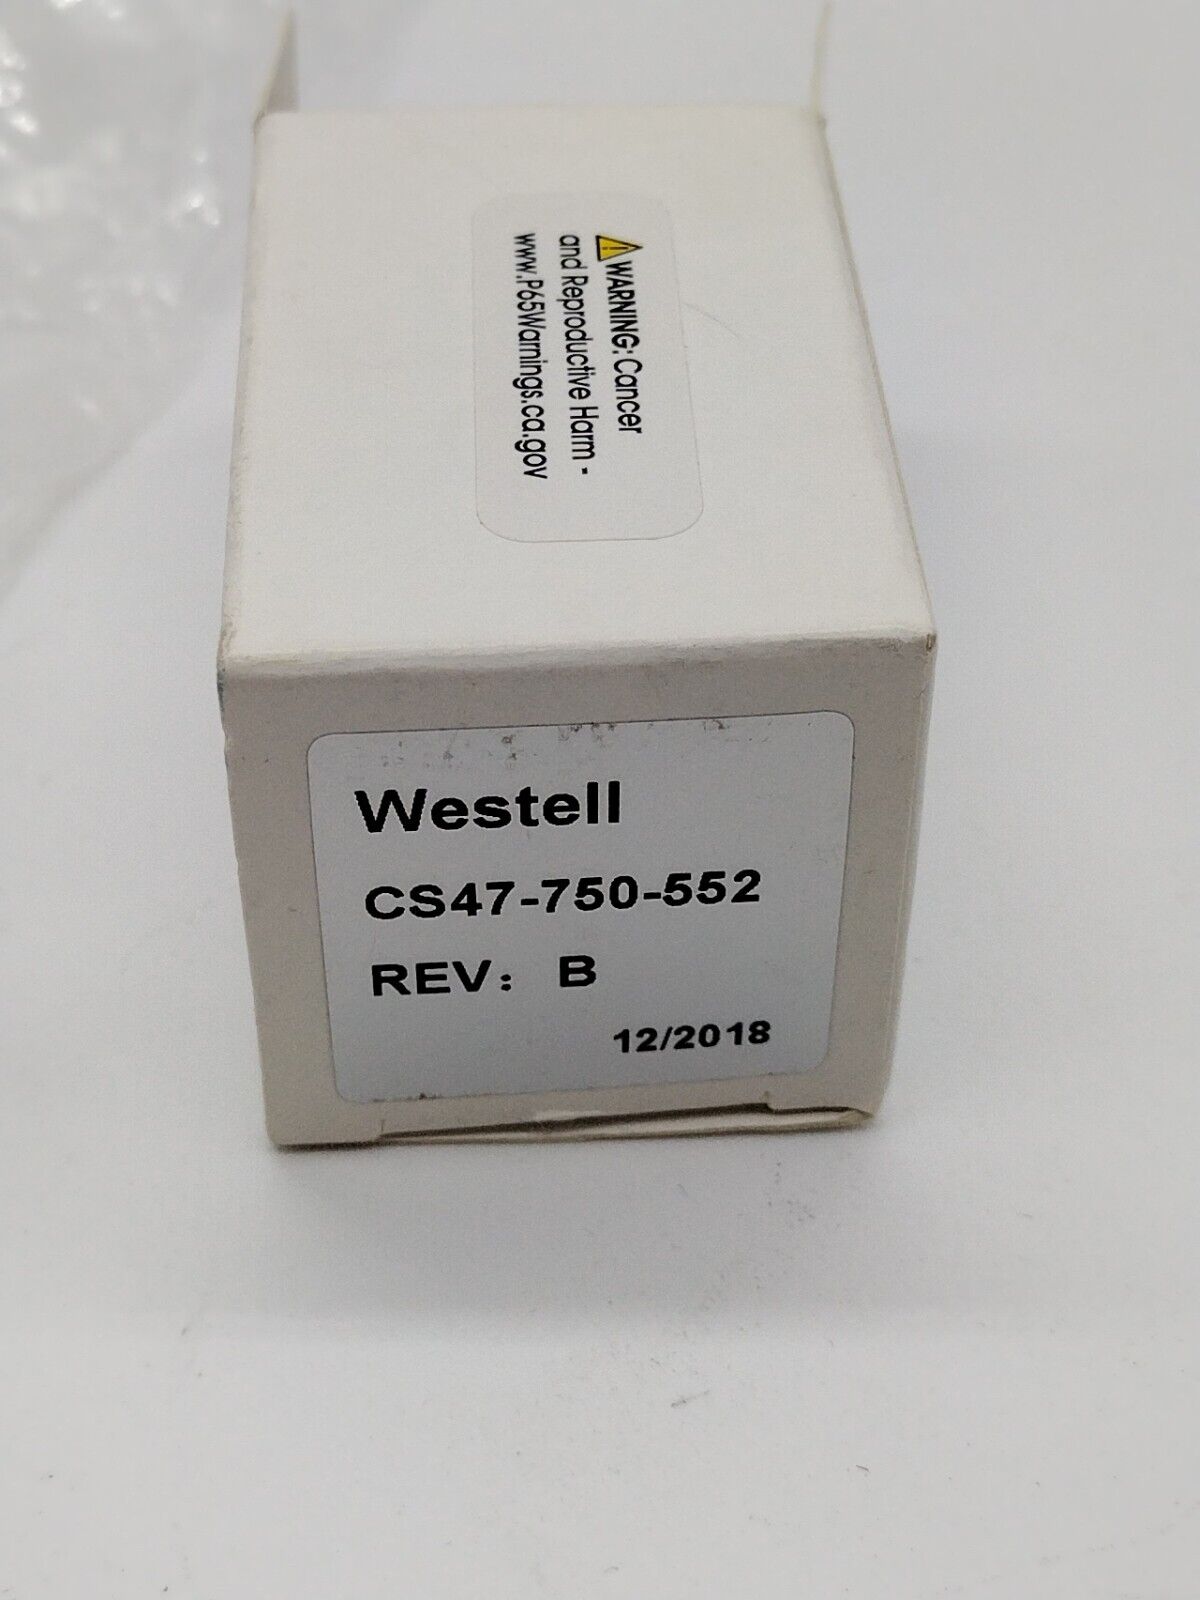 WARNING: Cancer
and Reproductive Harm -
www.P65Warnings.ca.gov
Westell
CS47-750-552
REV: B
12/2018